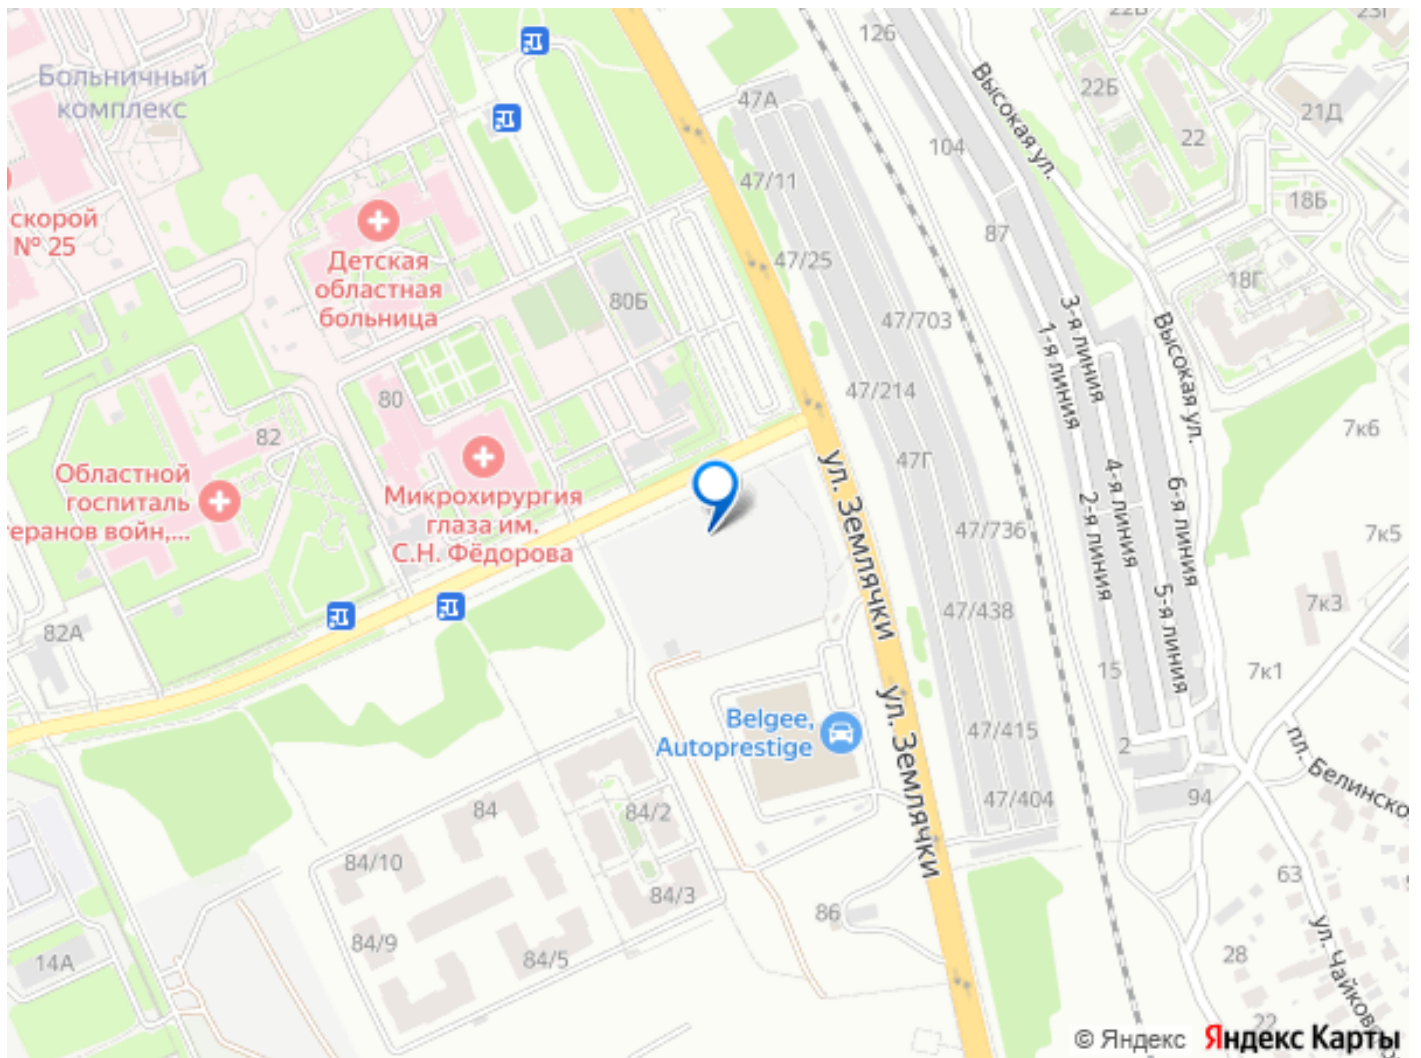 126
22Б
23Г
Больничный
комплекс
47А
Высокая ул.
22Б
21Д
22
104
47/11
18Б
скорой
№ 25
Детская
областная
больница
87
47/25
80Б
18Г
47/703
3-я линия
1-я линия
Высокая ул.
80
47/214
7к6
82
47Г
Областной
госпиталь
теранов войн,...
Микрохирургия
глаза им.
С.Н. Фёдорова
ул. Землячки
4-я линия
2-я линия
6-я линия
47/736
7к5
5-я линия
47/438
7к3
82А
15
7к1
ул. Землячки
Belgee,
Autoprestige
47/415
2
пл. Белинско
47/404
94
84
84/2
84/10
84/3
63
86
84/9
84/5
ул. Чайково
28
14А
22
© Яндекс Яндекс Карты